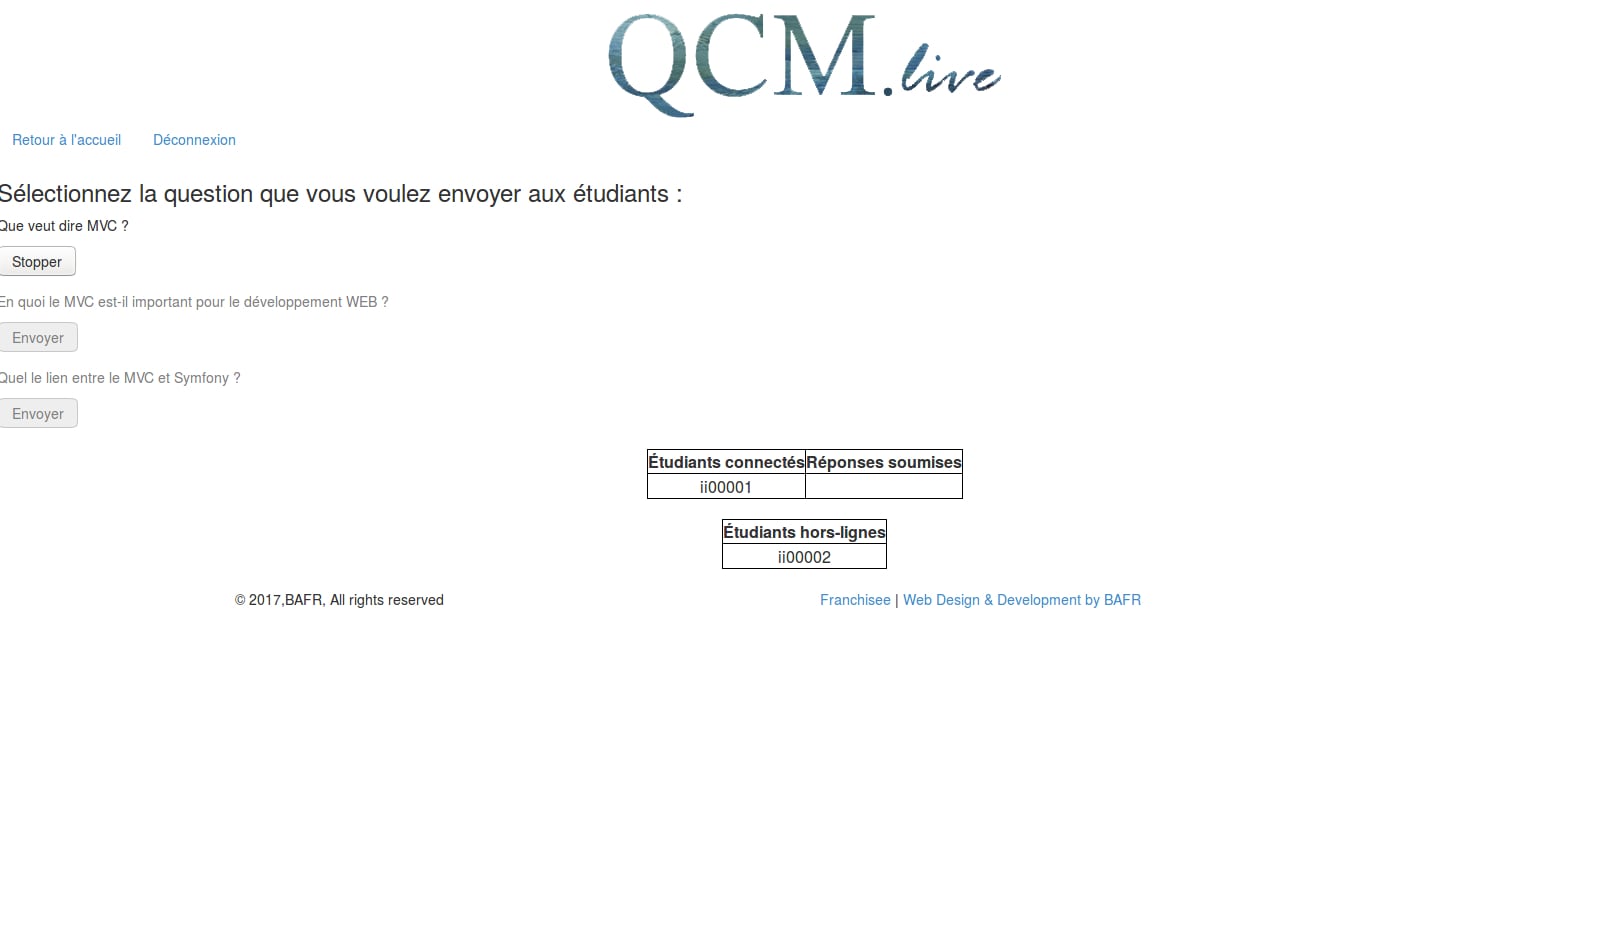 QCM.live
Retour à l'accueil Déconnexion
Sélectionnez la question que vous voulez envoyer aux étudiants :
Que veut dire MVC ?
Stopper
En quoi le MVC est-il important pour le développement WEB ?
Envoyer
Quel le lien entre le MVC et Symfony ?
Envoyer
Étudiants connectés Réponses soumises
ii00001
Étudiants hors-lignes
ii00002
© 2017,BAFR, All rights reserved Franchisee | Web Design & Development by BAFR